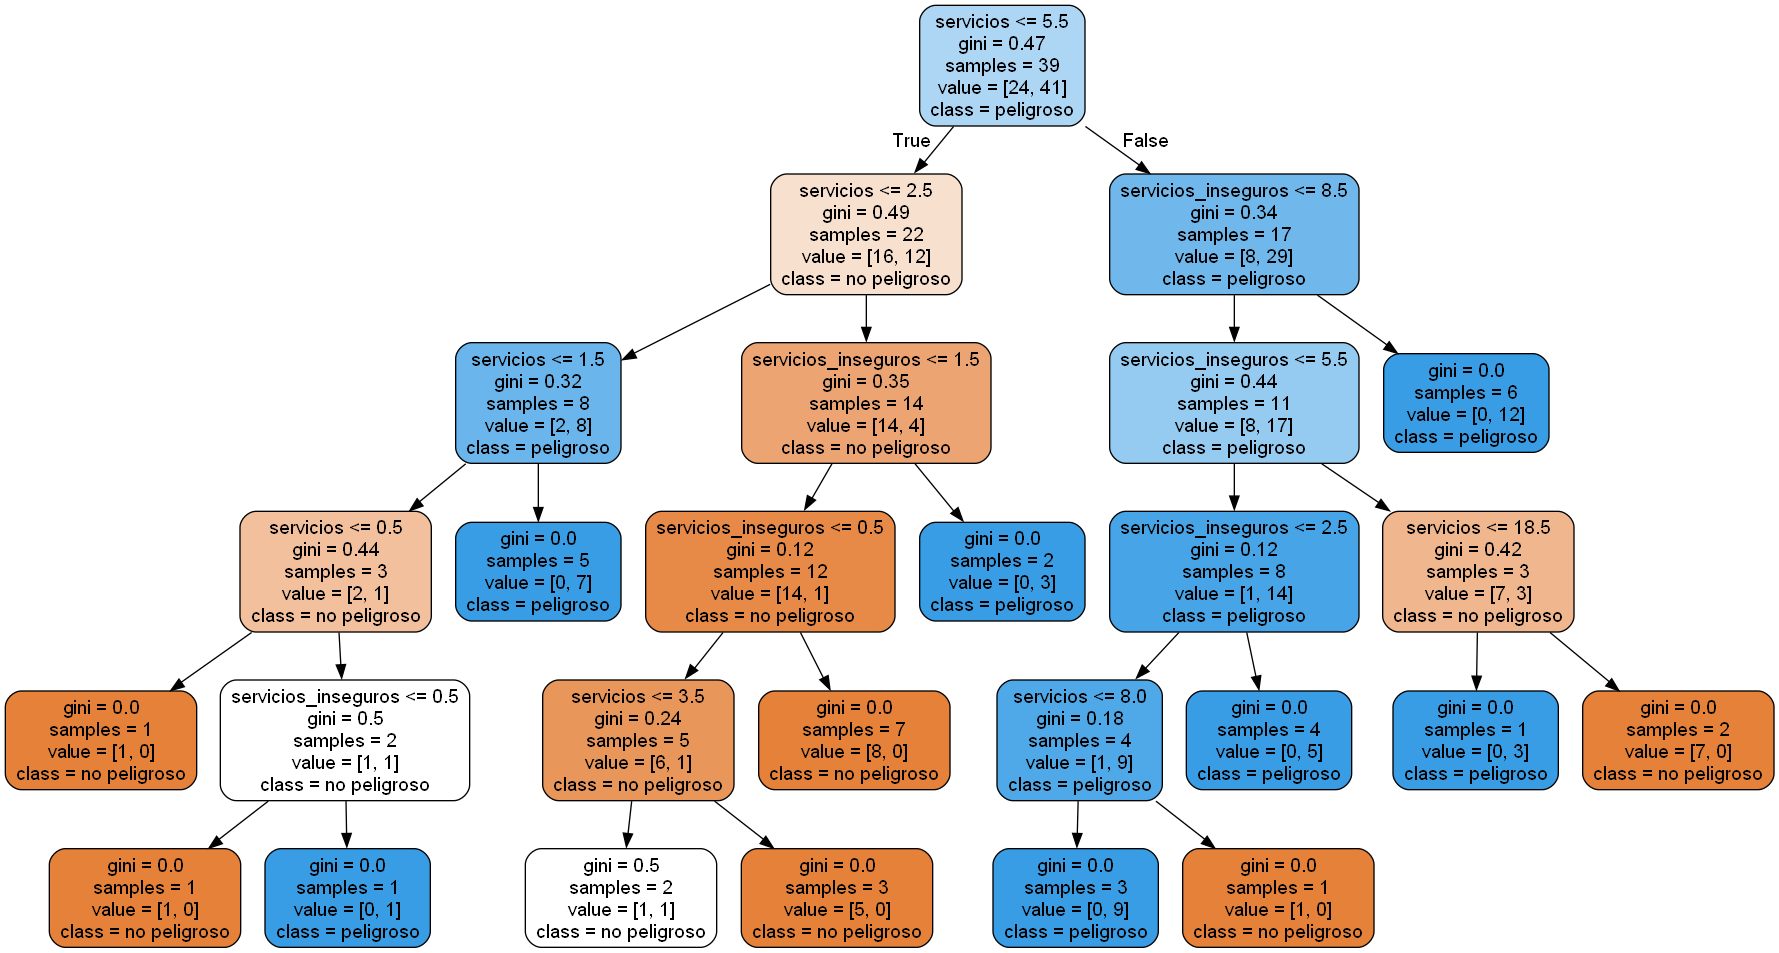 servicios <= 5.5
gini = 0.47
samples = 39
value = [24, 41]
class = peligroso
True
False
servicios <= 2.5
gini = 0.49
samples = 22
value = [16, 12]
class = no peligroso
servicios_inseguros <= 8.5
gini = 0.34
samples = 17
value = [8, 29]
class = peligroso
servicios <= 1.5
gini = 0.32
samples = 8
value = [2, 8]
class = peligroso
servicios_inseguros <= 1.5
gini = 0.35
samples = 14
value = [14, 4]
class = no peligroso
servicios_inseguros <= 5.5
gini = 0.44
samples = 11
value = [8, 17]
class = peligroso
gini = 0.0
samples = 6
value = [0, 12]
class = peligroso
servicios <= 0.5
gini = 0.44
samples = 3
value = [2, 1]
class = no peligroso
gini = 0.0
samples = 5
value = [0, 7]
class = peligroso
servicios_inseguros <= 0.5
gini = 0.12
samples = 12
value = [14, 1]
class = no peligroso
gini = 0.0
samples = 2
value = [0, 3]
class = peligroso
servicios_inseguros <= 2.5
gini = 0.12
samples = 8
value = [1, 14]
class = peligroso
servicios <= 18.5
gini = 0.42
samples = 3
value = [7, 3]
class = no peligroso
gini = 0.0
samples = 1
value = [1, 0]
class = no peligroso
servicios_inseguros <= 0.5
gini = 0.5
samples = 2
value = [1, 1]
class = no peligroso
servicios <= 3.5
gini = 0.24
samples = 5
value = [6, 1]
class = no peligroso
gini = 0.0
samples = 7
value = [8, 0]
class = no peligroso
servicios <= 8.0
gini = 0.18
samples = 4
value = [1, 9]
class = peligroso
gini = 0.0
samples = 4
value = [0, 5]
class = peligroso
gini = 0.0
samples = 1
value = [0, 3]
class = peligroso
gini = 0.0
samples = 2
value = [7, 0]
class = no peligroso
gini = 0.0
samples = 1
value = [1, 0]
class = no peligroso
gini = 0.0
samples = 1
value = [0, 1]
class = peligroso
gini = 0.5
samples = 2
value = [1, 1]
class = no peligroso
gini = 0.0
samples = 3
value = [5, 0]
class = no peligroso
gini = 0.0
samples = 3
value = [0, 9]
class = peligroso
gini = 0.0
samples = 1
value = [1, 0]
class = no peligroso